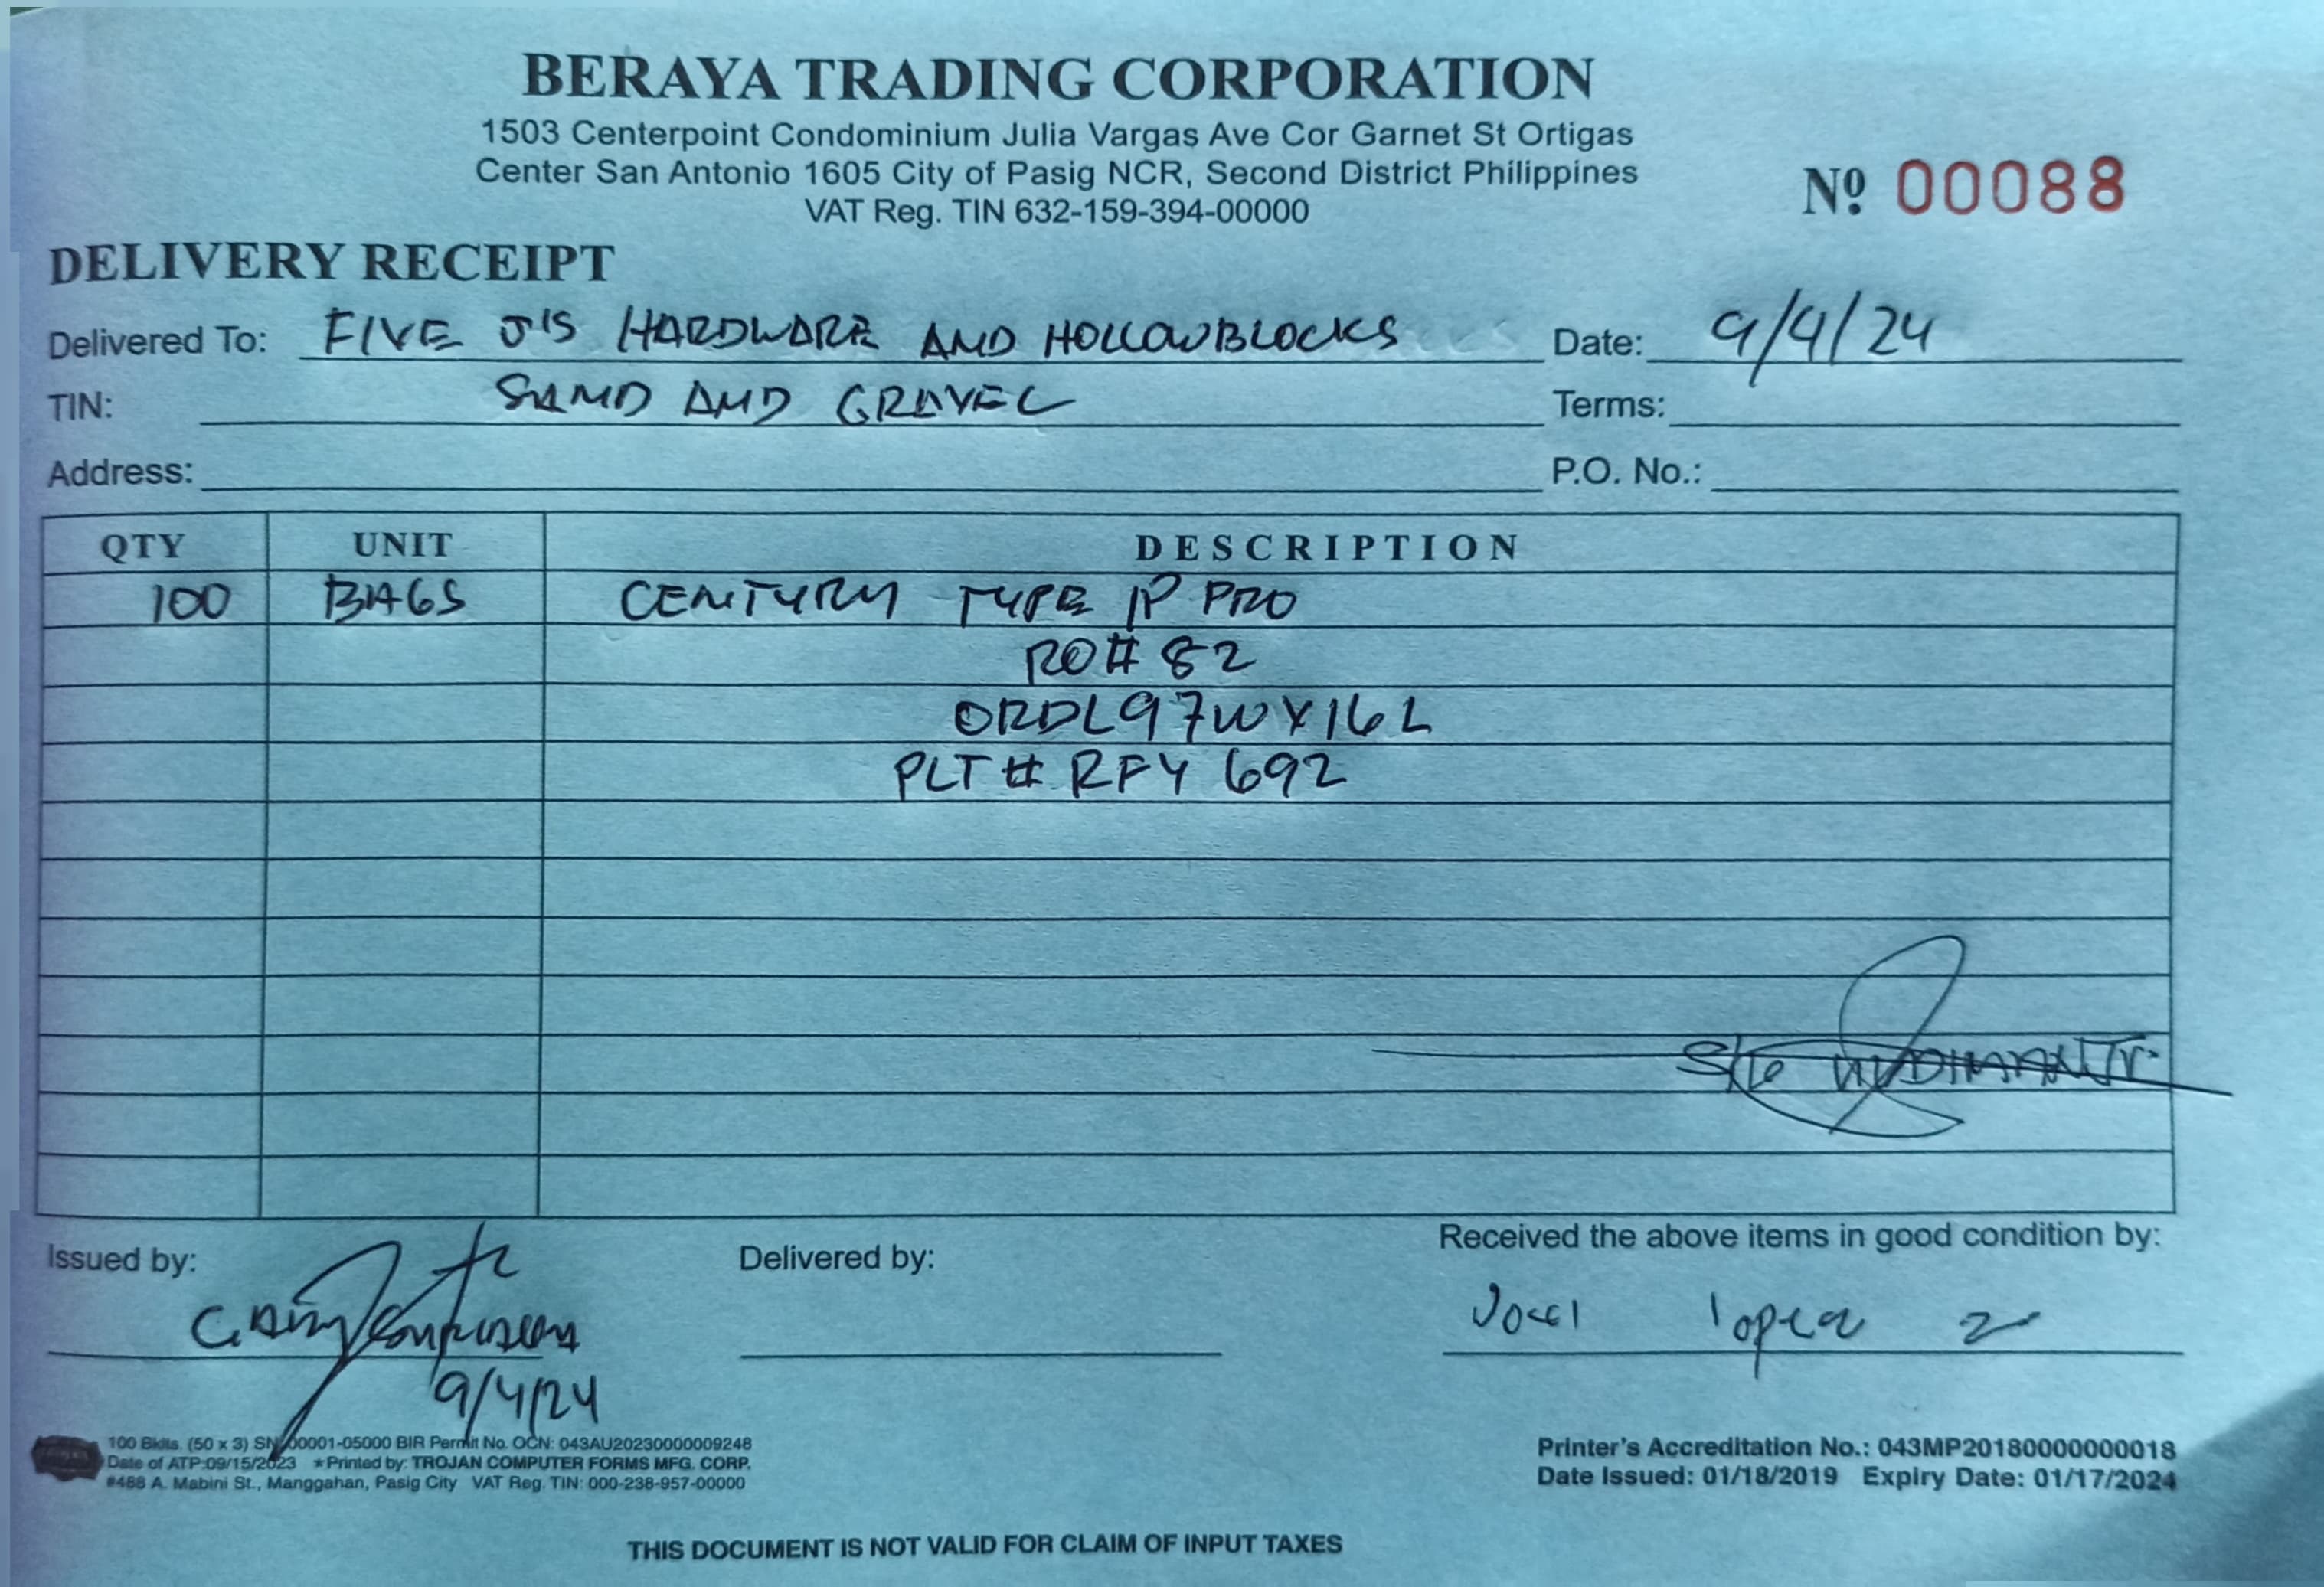 BERAYA TRADING CORPORATION
1503 Centerpoint Condominium Julia Vargas Ave Cor Garnet St Ortigas
Center San Antonio 1605 City of Pasig NCR, Second District Philippines
VAT Reg. TIN 632-159-394-00000
Nº 00088
DELIVERY RECEIPT
Delivered To: FIVE J'S HARDWARE AND HOLLOWBLOCKS Date: 9/4/24
TIN: SAND AND GRAVEL Terms:
Address: P.O. No.:
QTY UNIT DESCRIPTION
100 BAGS CENTURY TYPE 1P PRO
RO# 82
ORDL97WY16L
PLT# RFY 692
Issued by: Delivered by: Received the above items in good condition by:
9/4/24
100 Bklts. (50 x 3) SN 00001-05000 BIR Permit No. OCN: 043AU20230000009248
Date of ATP:09/15/2023 ★Printed by: TROJAN COMPUTER FORMS MFG. CORP.
#488 A. Mabini St., Manggahan, Pasig City VAT Reg. TIN: 000-238-957-00000
Printer's Accreditation No.: 043MP20180000000018
Date Issued: 01/18/2019 Expiry Date: 01/17/2024
THIS DOCUMENT IS NOT VALID FOR CLAIM OF INPUT TAXES